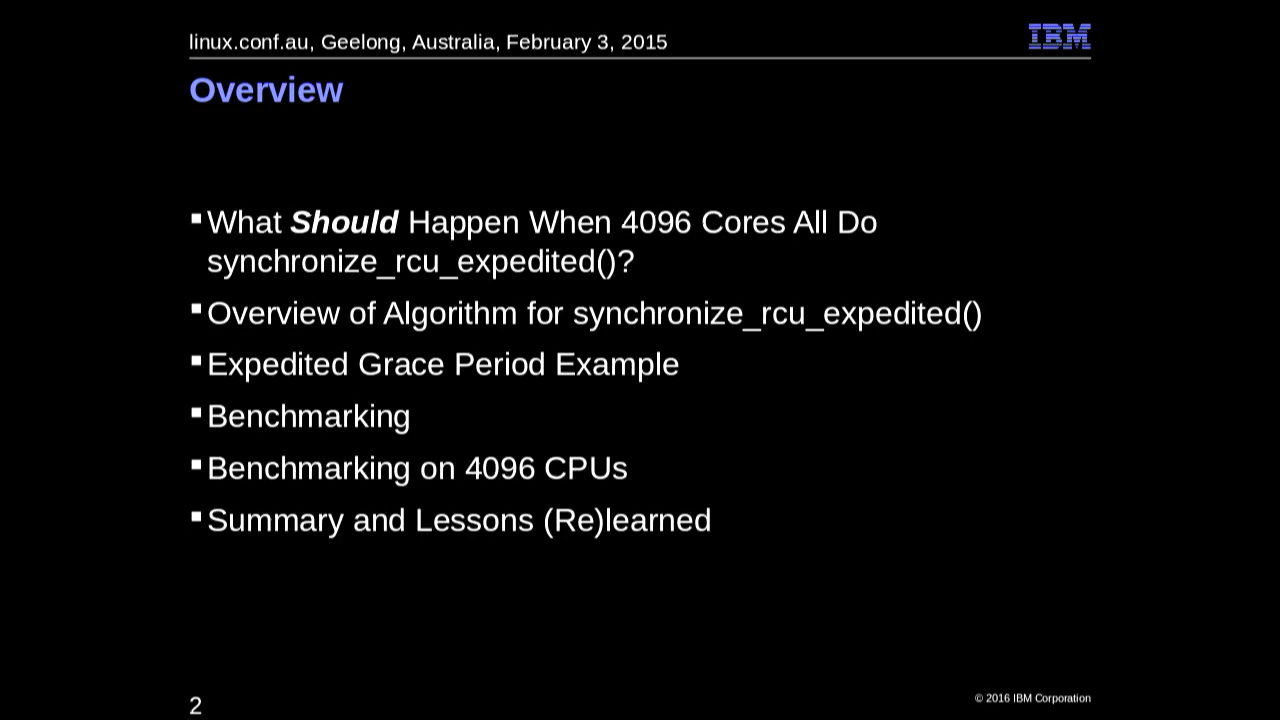 linux.conf.au, Geelong, Australia, February 3, 2015
IBM
Overview
What Should Happen When 4096 Cores All Do
synchronize_rcu_expedited()?
Overview of Algorithm for synchronize_rcu_expedited()
Expedited Grace Period Example
Benchmarking
Benchmarking on 4096 CPUs
Summary and Lessons (Re)learned
2
© 2016 IBM Corporation